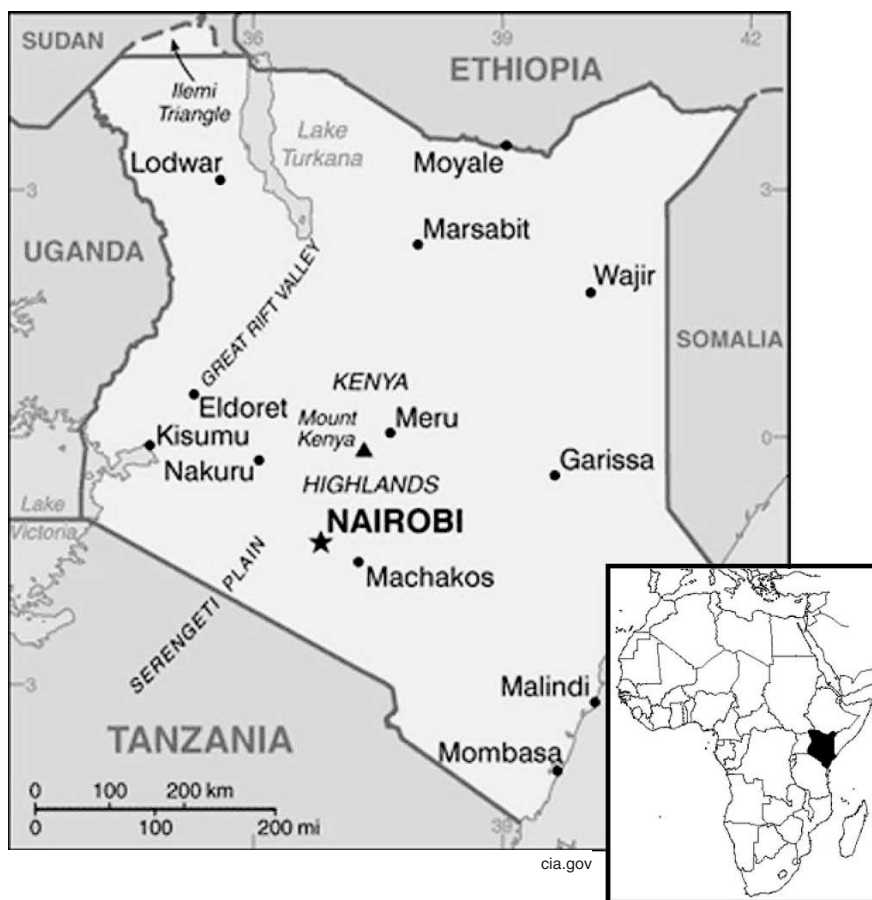 36
39
42
SUDAN
ETHIOPIA
Ilemi
Triangle
Lake
Turkana
Lodwar
Moyale
3
3
Marsabit
UGANDA
Wajir
GREAT RIFT VALLEY
SOMALIA
KENYA
Eldoret
Mount
Kenya
Meru
Kisumu
0
Nakuru
Garissa
HIGHLANDS
Lake
Victoria
NAIROBI
Machakos
SERENGETI PLAIN
3
Malindi
TANZANIA
Mombasa
0 100 200 km
0 100 200 mi
39
cia.gov